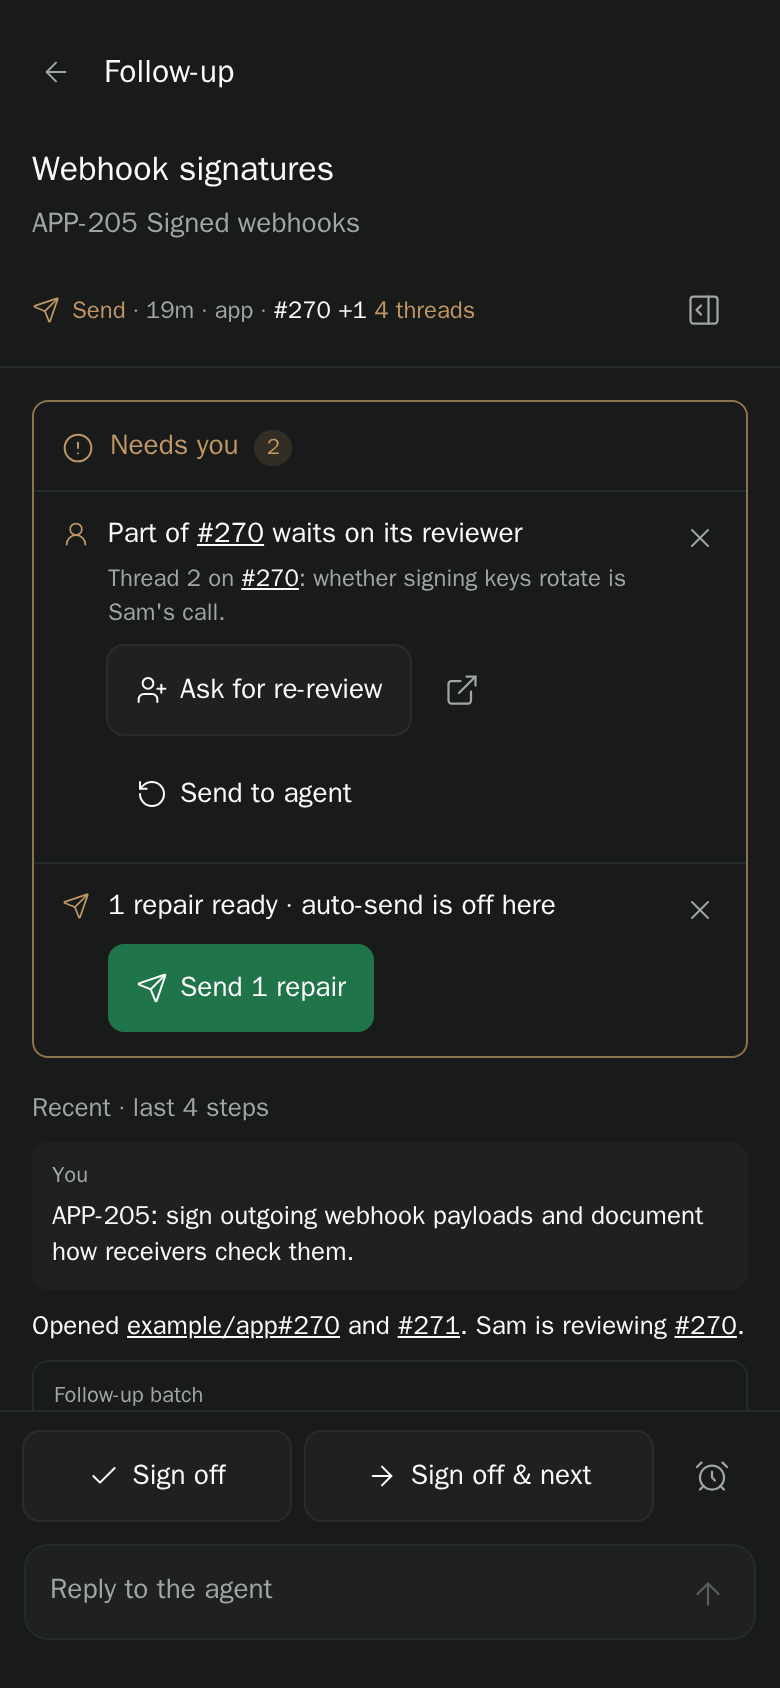 Follow-up
Webhook signatures
APP-205 Signed webhooks
Send · 19m · app · #270 +1 4 threads
Needs you 2
Part of #270 waits on its reviewer
Thread 2 on #270: whether signing keys rotate is
Sam's call.
Ask for re-review
Send to agent
1 repair ready · auto-send is off here
Send 1 repair
Recent · last 4 steps
You
APP-205: sign outgoing webhook payloads and document
how receivers check them.
Opened example/app#270 and #271. Sam is reviewing #270.
Follow-up batch
Sign off
Sign off & next
Reply to the agent